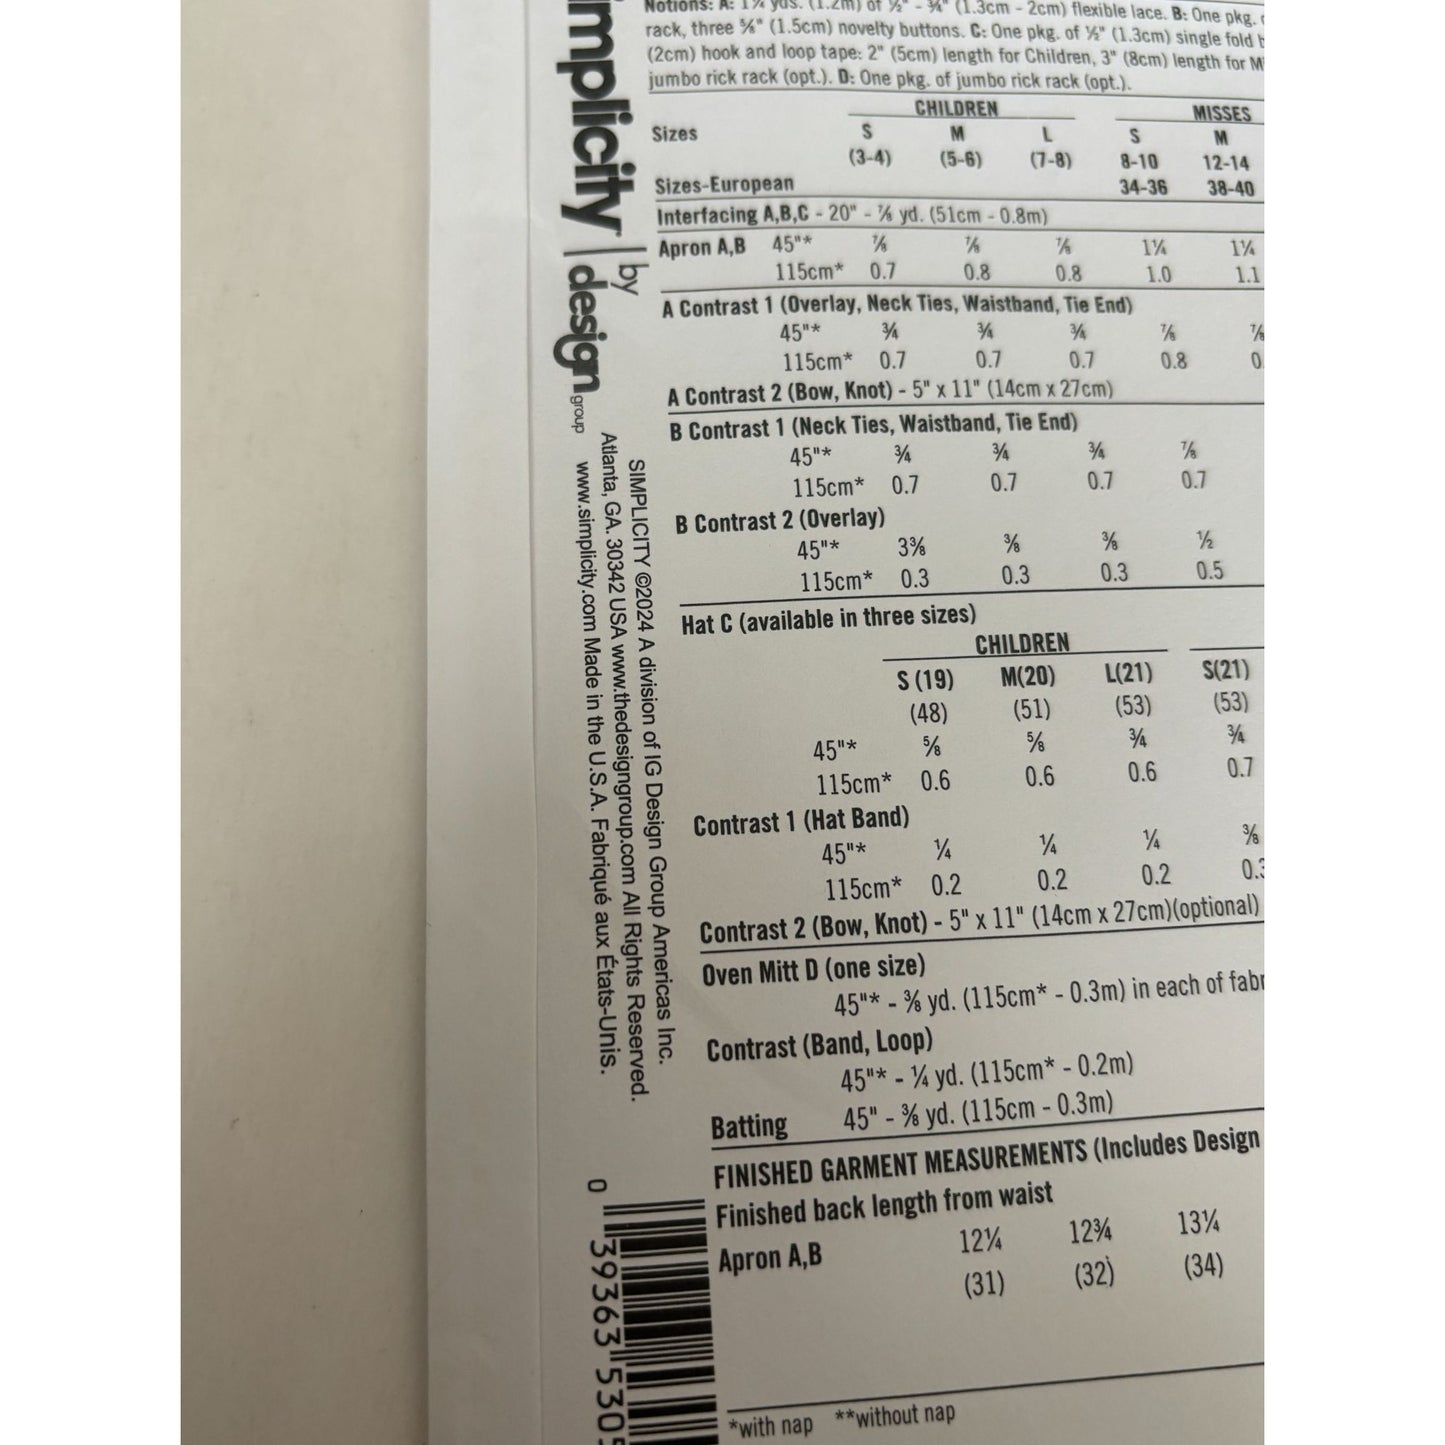 Notions: A: 1¼ yds. (1.2m) of ½" - ¾" (1.3cm - 2cm) flexible lace. B: One pkg.
rack, three ⅝" (1.5cm) novelty buttons. C: One pkg. of ½" (1.3cm) single fold
(2cm) hook and loop tape: 2" (5cm) length for Children, 3" (8cm) length for
jumbo rick rack (opt.). D: One pkg. of jumbo rick rack (opt.).
CHILDREN MISSES
Sizes S M L S M
(3-4) (5-6) (7-8) 8-10 12-14
Sizes-European 34-36 38-40
Interfacing A,B,C - 20" - ⅞ yd. (51cm - 0.8m)
Apron A,B 45"* ⅞ ⅞ ⅞ 1¼ 1¼
115cm* 0.7 0.8 0.8 1.0 1.1
A Contrast 1 (Overlay, Neck Ties, Waistband, Tie End)
45"* ¾ ¾ ¾ ⅞ ⅞
115cm* 0.7 0.7 0.7 0.8 0.
A Contrast 2 (Bow, Knot) - 5" x 11" (14cm x 27cm)
B Contrast 1 (Neck Ties, Waistband, Tie End)
45"* ¾ ¾ ¾ ⅞
115cm* 0.7 0.7 0.7 0.7
B Contrast 2 (Overlay)
45"* 3⅜ ⅜ ⅜ ½
115cm* 0.3 0.3 0.3 0.5
Hat C (available in three sizes)
CHILDREN
S (19) M(20) L(21) S(21)
(48) (51) (53) (53)
45"* ⅝ ⅝ ¾ ¾
115cm* 0.6 0.6 0.6 0.7
Contrast 1 (Hat Band)
45"* ¼ ¼ ¼ ⅜
115cm* 0.2 0.2 0.2 0.3
Contrast 2 (Bow, Knot) - 5" x 11" (14cm x 27cm)(optional)
Oven Mitt D (one size)
45"* - ⅜ yd. (115cm* - 0.3m) in each of
Contrast (Band, Loop)
45"* - ¼ yd. (115cm* - 0.2m)
Batting 45" - ⅜ yd. (115cm - 0.3m)
FINISHED GARMENT MEASUREMENTS (Includes Design
Finished back length from waist
Apron A,B 12¼ 12¾ 13¼
(31) (32) (34)
*with nap **without nap
implicity by
design group
SIMPLICITY ©2024 A division of IG Design Group Americas Inc.
Atlanta, GA. 30342 USA www.thedesigngroup.com All Rights Reserved.
www.simplicity.com Made in the U.S.A. Fabriqué aux États-Unis.
0 39363 530